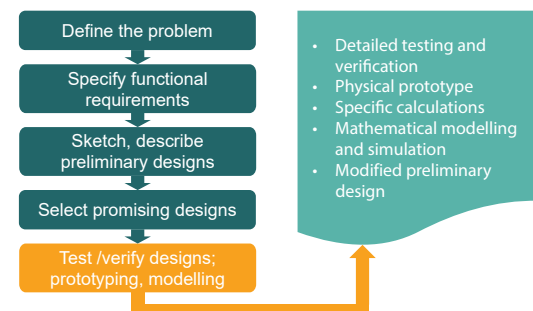 Define the problem
Specify functional
requirements
Sketch, describe
preliminary designs
Select promising designs
Test /verify designs;
prototyping, modelling
• Detailed testing and
verification
• Physical prototype
• Specific calculations
• Mathematical modelling
and simulation
• Modified preliminary
design